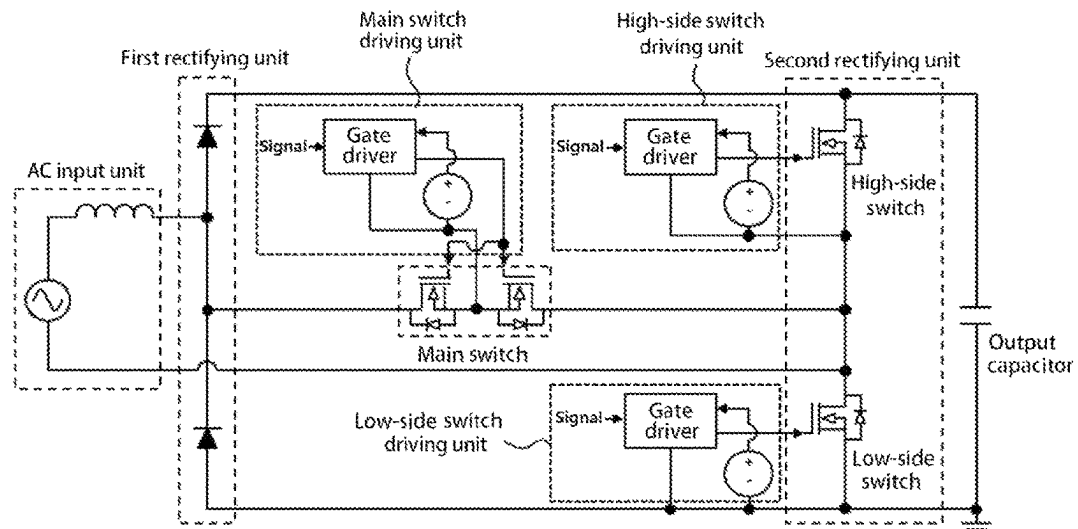 Main switch
driving unit
High-side switch
driving unit
First rectifying unit
Second rectifying unit
Signal
Gate
driver
+
-
Signal
Gate
driver
+
-
AC input unit
High-side
switch
Main switch
Output
capacitor
Low-side switch
driving unit
Signal
Gate
driver
+
-
Low-side
switch